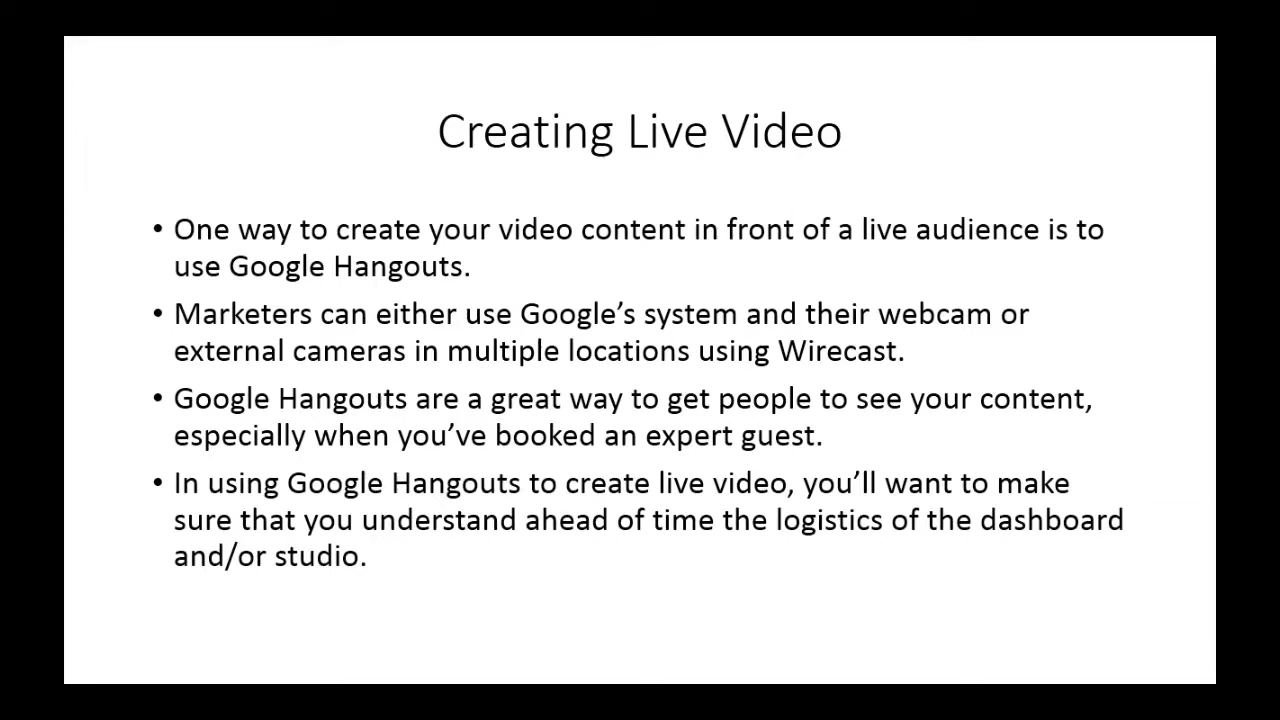 Creating Live Video
• One way to create your video content in front of a live audience is to
use Google Hangouts.
• Marketers can either use Google’s system and their webcam or
external cameras in multiple locations using Wirecast.
• Google Hangouts are a great way to get people to see your content,
especially when you’ve booked an expert guest.
• In using Google Hangouts to create live video, you’ll want to make
sure that you understand ahead of time the logistics of the dashboard
and/or studio.